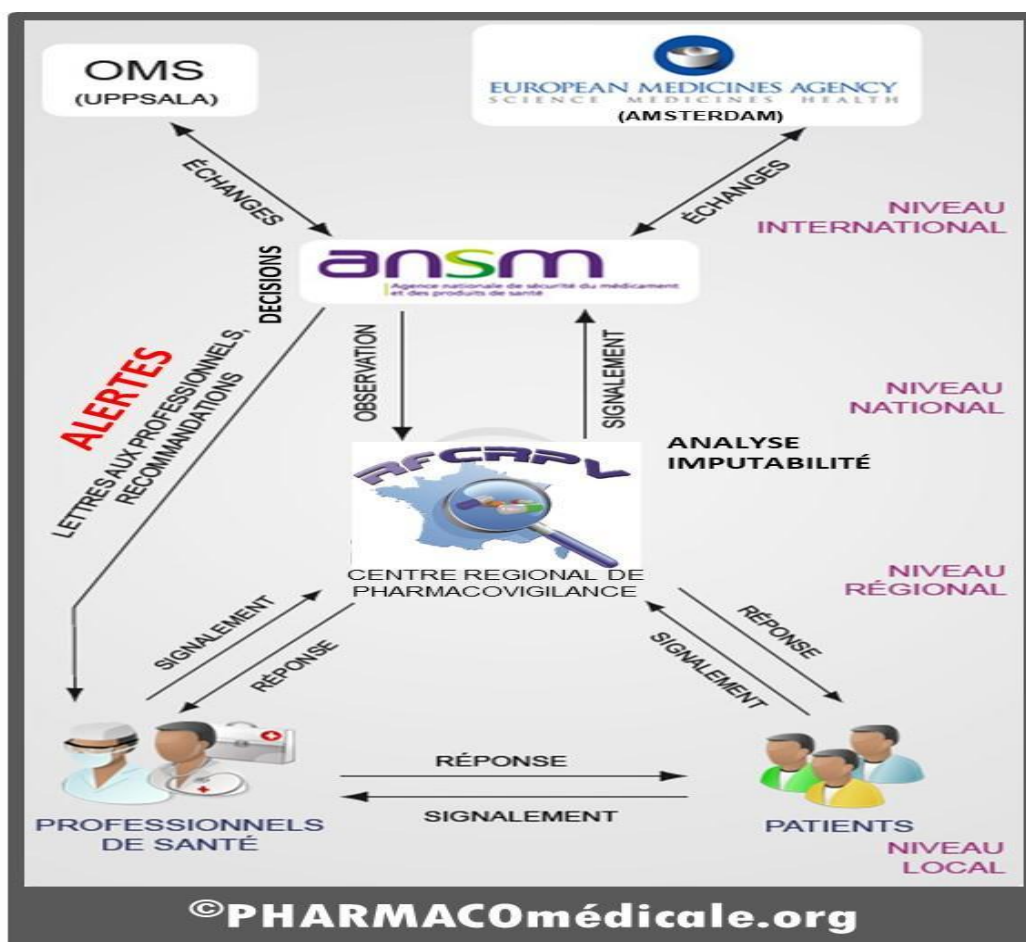 OMS
(UPPSALA)
EUROPEAN MEDICINES AGENCY
SCIENCE MEDICINES HEALTH
(AMSTERDAM)
ÉCHANGES
ÉCHANGES
NIVEAU
INTERNATIONAL
ansm
Agence nationale de sécurité du médicament
et des produits de santé
DECISIONS
ALERTES
LETTRES AUX PROFESSIONNELS,
RECOMMANDATIONS
OBSERVATION
SIGNALEMENT
NIVEAU
NATIONAL
ANALYSE
IMPUTABILITÉ
RFCRPV
CENTRE REGIONAL DE
PHARMACOVIGILANCE
NIVEAU
RÉGIONAL
SIGNALEMENT
RÉPONSE
RÉPONSE
SIGNALEMENT
RÉPONSE
SIGNALEMENT
PROFESSIONNELS
DE SANTÉ
PATIENTS
NIVEAU
LOCAL
©PHARMACOmédicale.org